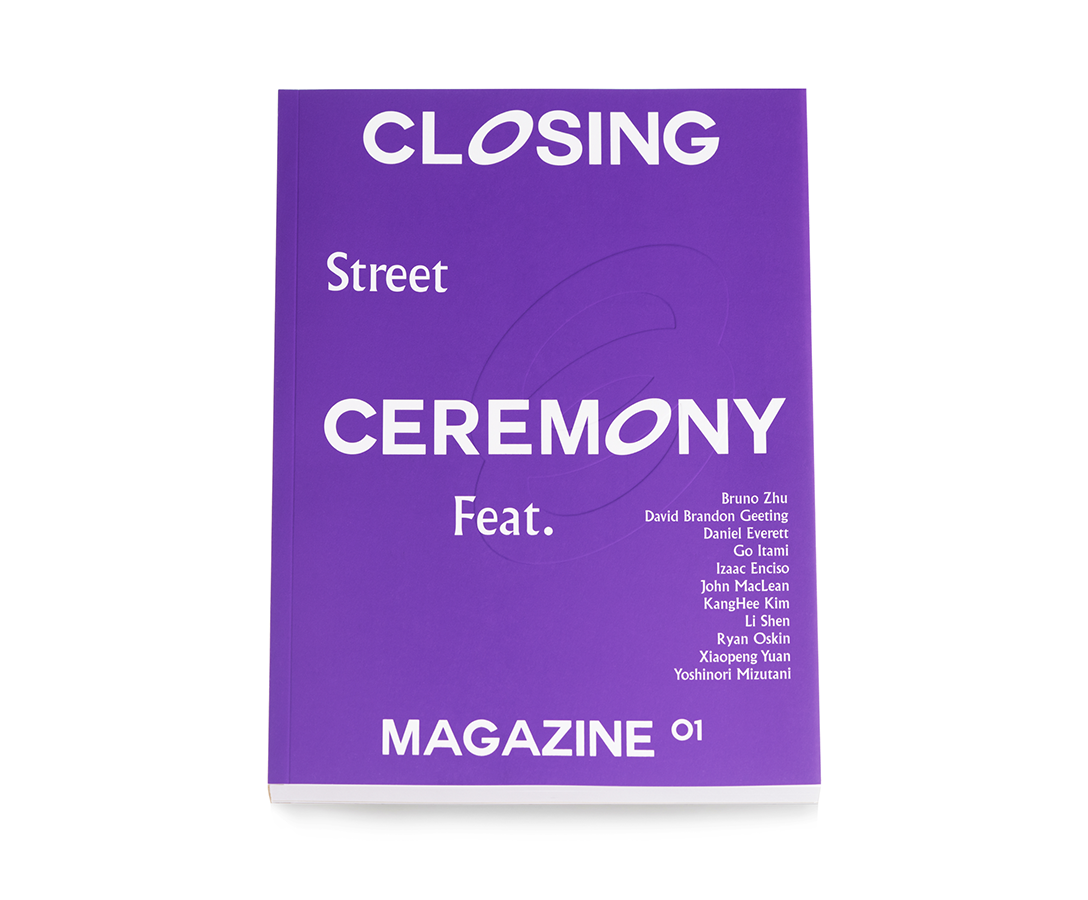 CLOSING
Street
CEREMONY
Feat.
Bruno Zhu
David Brandon Geeting
Daniel Everett
Go Itami
Izaac Enciso
John MacLean
KangHee Kim
Li Shen
Ryan Oskin
Xiaopeng Yuan
Yoshinori Mizutani
MAGAZINE 01